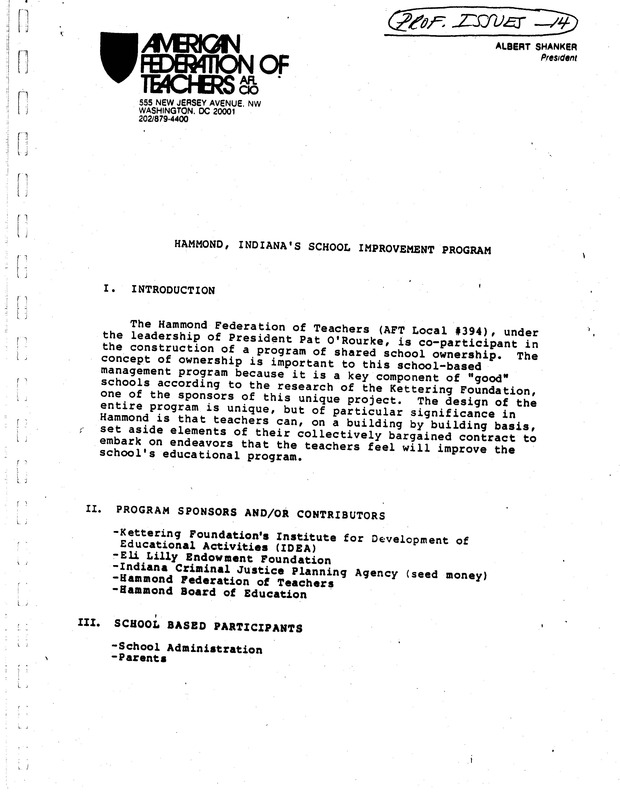 PROF. ISSUES -14
AMERICAN
FEDERATION OF
TEACHERS AFL
CIO
555 NEW JERSEY AVENUE, NW
WASHINGTON, DC 20001
202/879-4400
ALBERT SHANKER
President
HAMMOND, INDIANA'S SCHOOL IMPROVEMENT PROGRAM
I. INTRODUCTION
The Hammond Federation of Teachers (AFT Local #394), under
the leadership of President Pat O'Rourke, is co-participant in
the construction of a program of shared school ownership. The
concept of ownership is important to this school-based
management program because it is a key component of "good"
schools according to the research of the Kettering Foundation,
one of the sponsors of this unique project. The design of the
entire program is unique, but of particular significance in
Hammond is that teachers can, on a building by building basis,
set aside elements of their collectively bargained contract to
embark on endeavors that the teachers feel will improve the
school's educational program.
II. PROGRAM SPONSORS AND/OR CONTRIBUTORS
-Kettering Foundation's Institute for Development of
Educational Activities (IDEA)
-Eli Lilly Endowment Foundation
-Indiana Criminal Justice Planning Agency (seed money)
-Hammond Federation of Teachers
-Hammond Board of Education
III. SCHOOL BASED PARTICIPANTS
-School Administration
-Parents